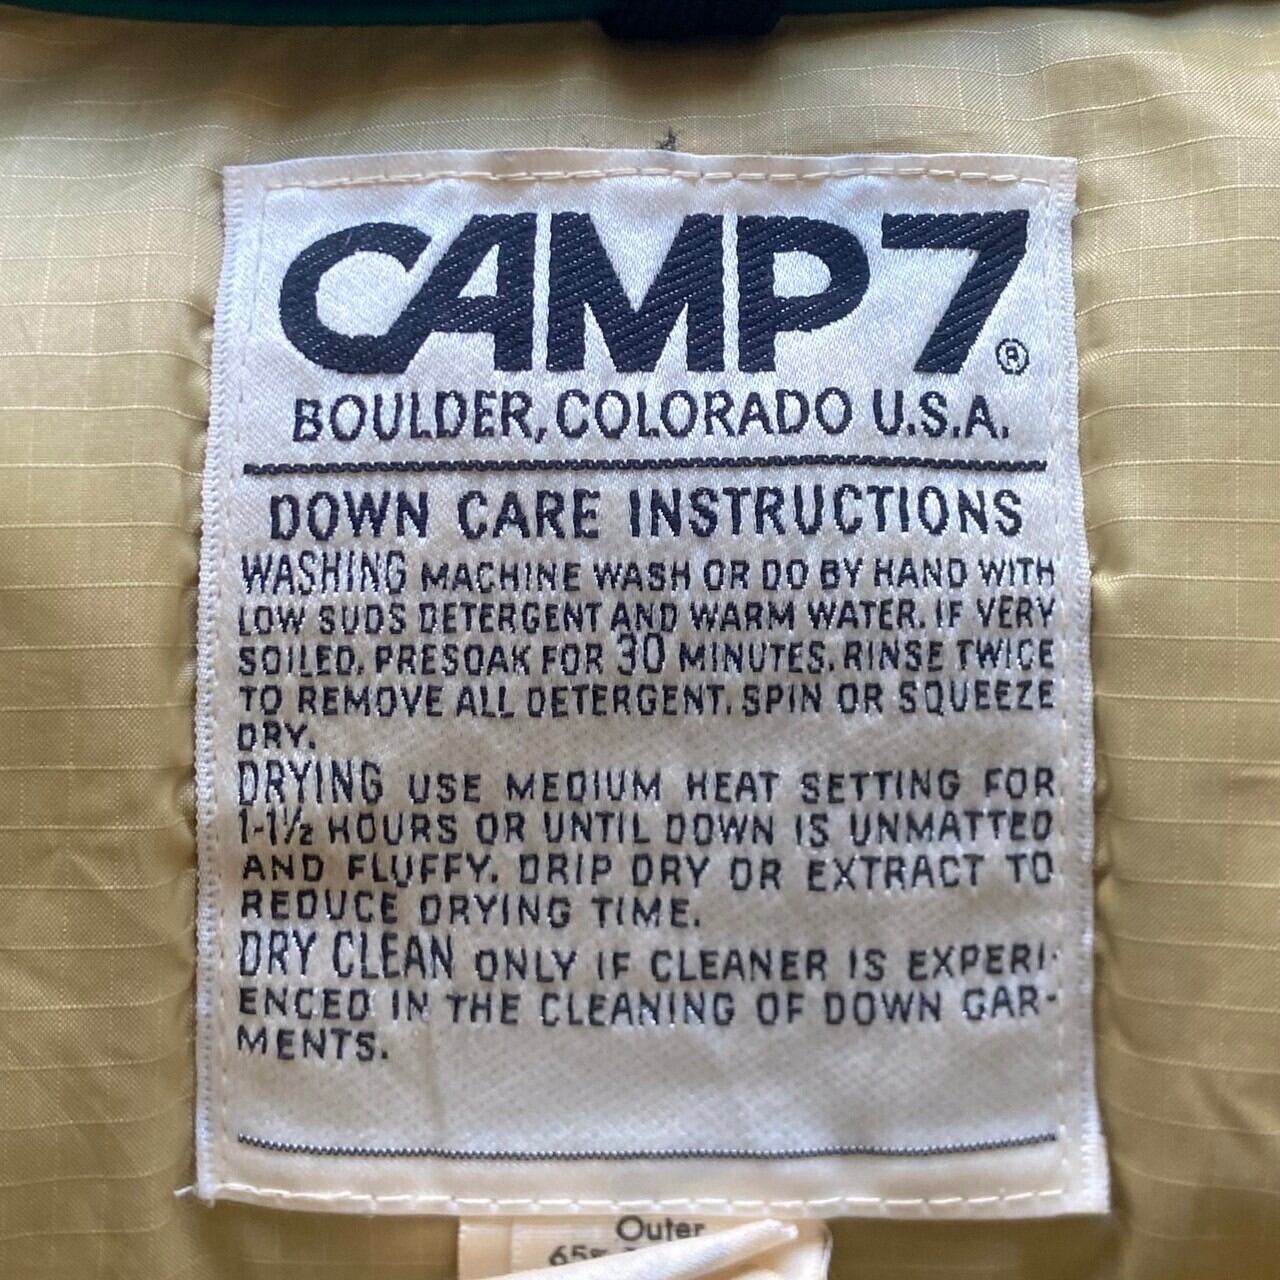 CAMP 7®
BOULDER, COLORADO U.S.A.
DOWN CARE INSTRUCTIONS
WASHING MACHINE WASH OR DO BY HAND WITH
LOW SUDS DETERGENT AND WARM WATER. IF VERY
SOILED, PRESOAK FOR 30 MINUTES. RINSE TWICE
TO REMOVE ALL DETERGENT. SPIN OR SQUEEZE
DRY.
DRYING USE MEDIUM HEAT SETTING FOR
1-1½ HOURS OR UNTIL DOWN IS UNMATTED
AND FLUFFY. DRIP DRY OR EXTRACT TO
REDUCE DRYING TIME.
DRY CLEAN ONLY IF CLEANER IS EXPERI-
ENCED IN THE CLEANING OF DOWN GAR-
MENTS.
Outer
65%